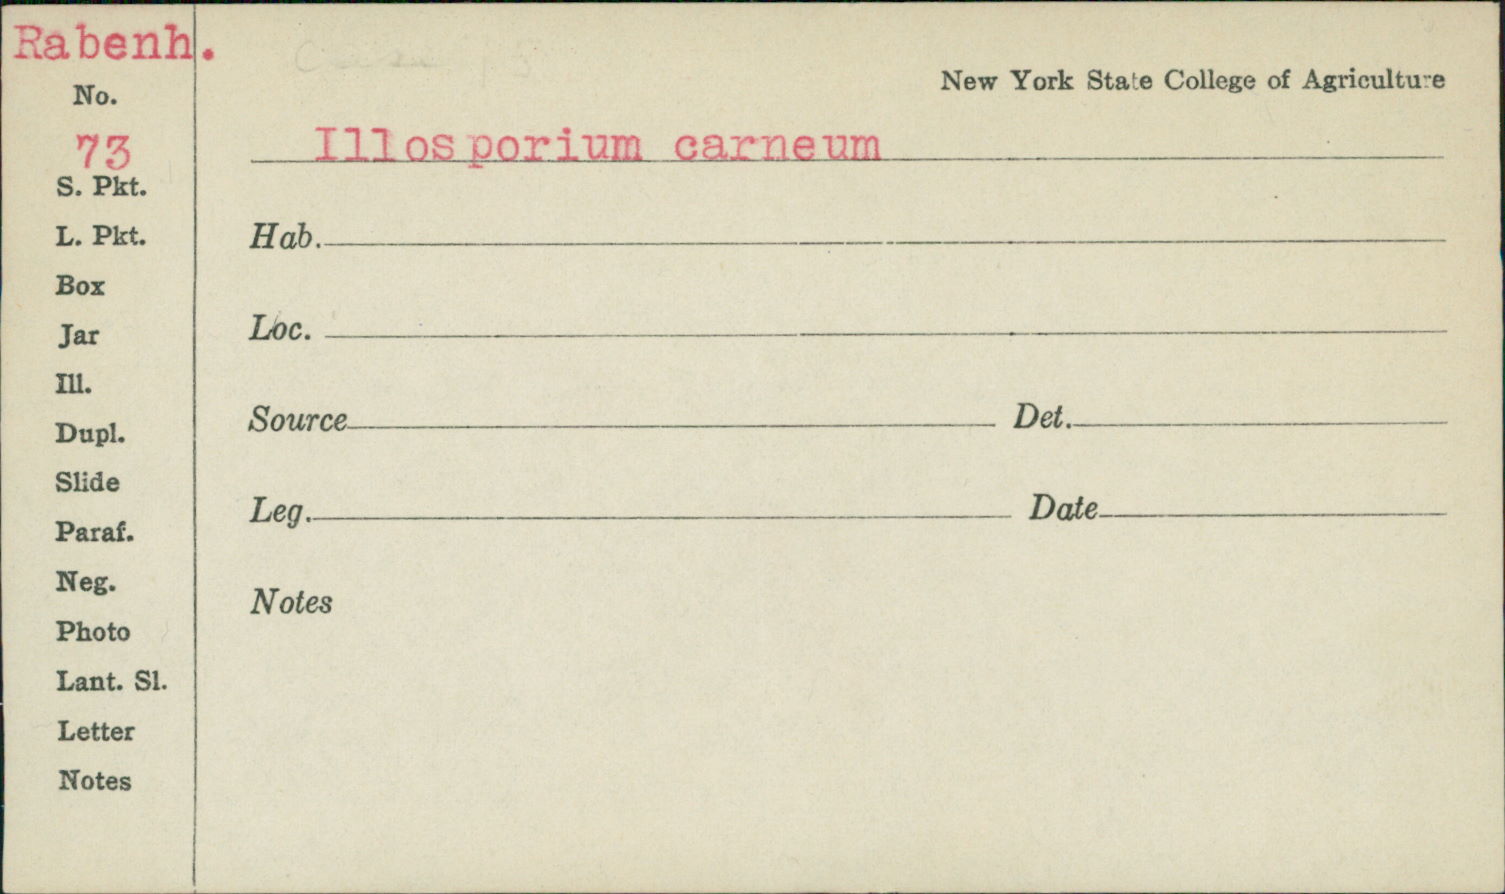 Rabenh.
No.
73
S. Pkt.
L. Pkt.
Box
Jar
Ill.
Dupl.
Slide
Paraf.
Neg.
Photo
Lant. Sl.
Letter
Notes
New York State College of Agriculture
Illosporium carneum
Hab.
Loc.
Source Det.
Leg. Date
Notes